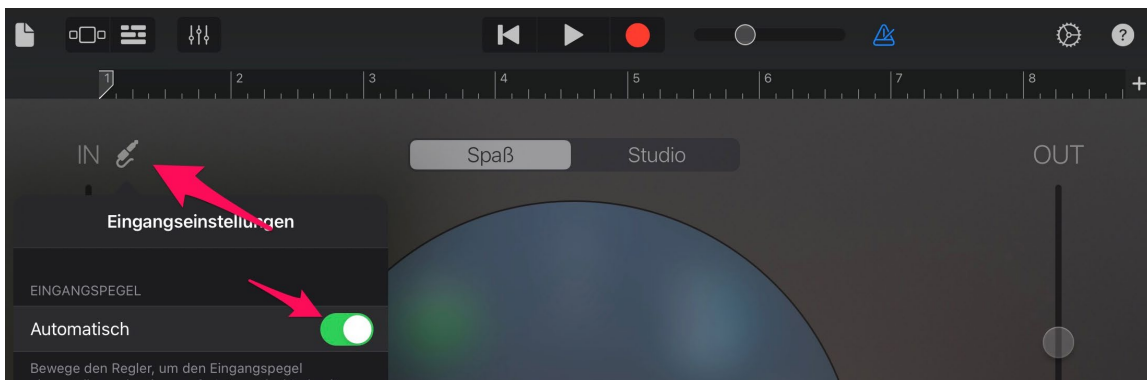 ?
1 2 3 4 5 6 7 8 +
IN Spaß Studio OUT
Eingangseinstellungen
EINGANGSPEGEL
Automatisch
Bewege den Regler, um den Eingangspegel